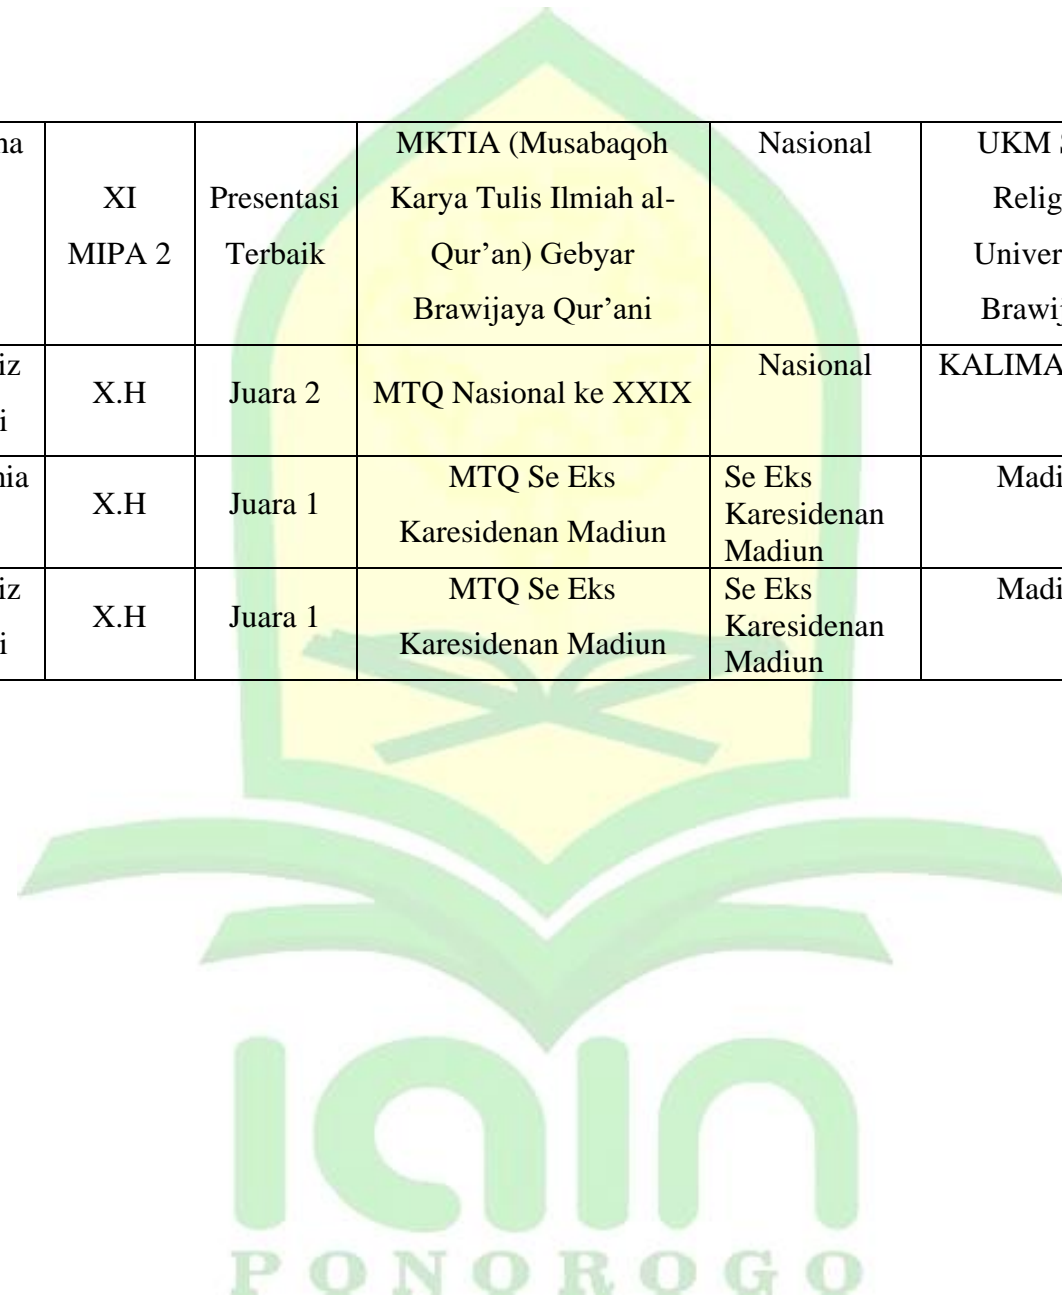 XI
MIPA 2
Presentasi
Terbaik
MKTIA (Musabaqoh
Karya Tulis Ilmiah al-
Qur’an) Gebyar
Brawijaya Qur’ani
Nasional
UKM
X.H
Juara 2
MTQ Nasional ke XXIX
Nasional
X.H
Juara 1
MTQ Se Eks
Karesidenan Madiun
Se Eks
Karesidenan
Madiun
X.H
Juara 1
MTQ Se Eks
Karesidenan Madiun
Se Eks
Karesidenan
Madiun
iain
PONOROGO